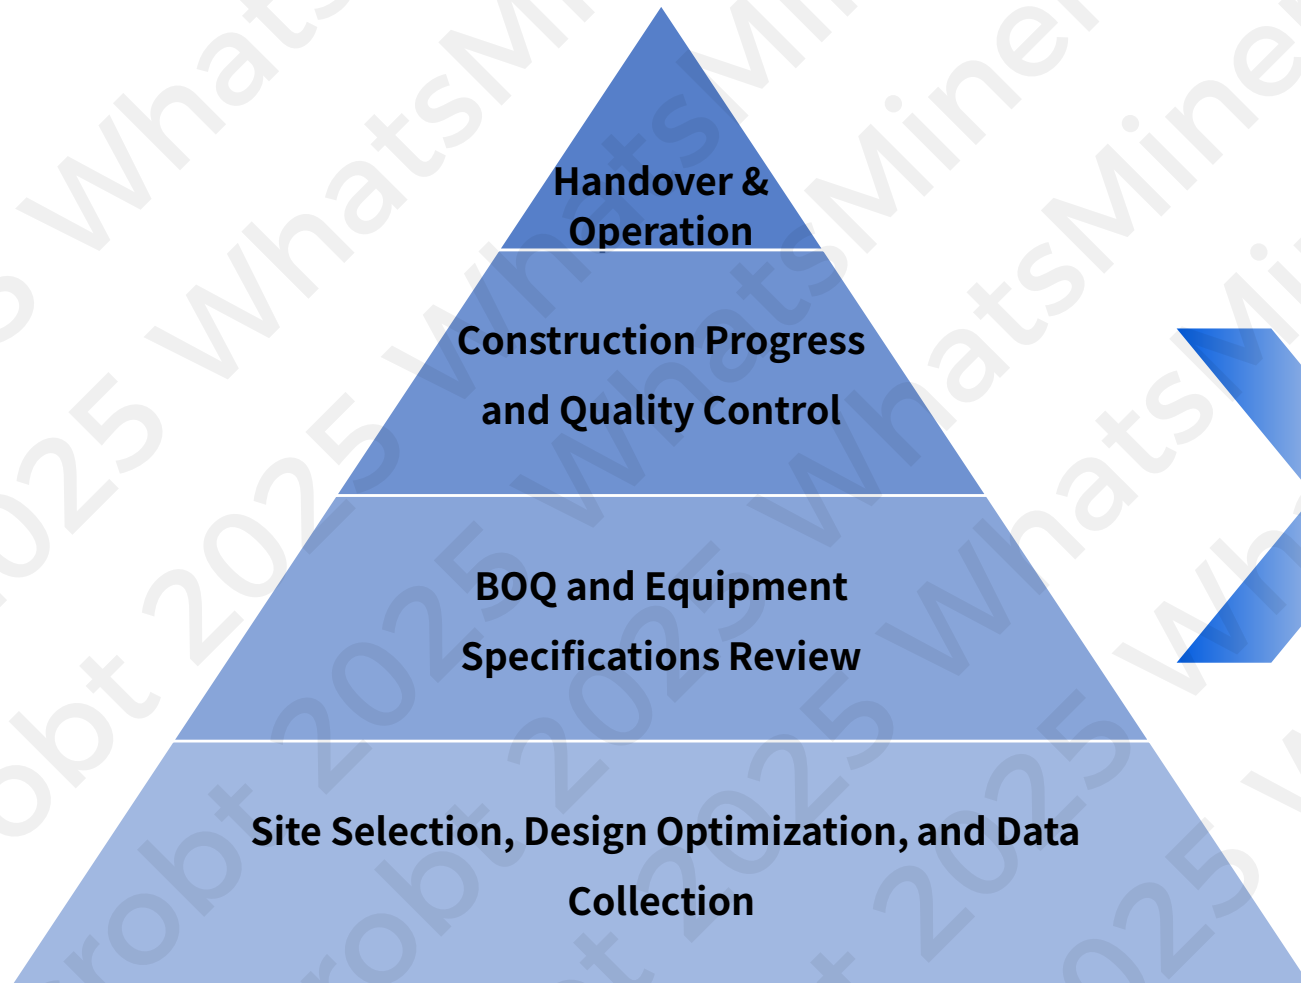 Handover &
Operation
Construction Progress
and Quality Control
BOQ and Equipment
Specifications Review
Site Selection, Design Optimization, and Data
Collection